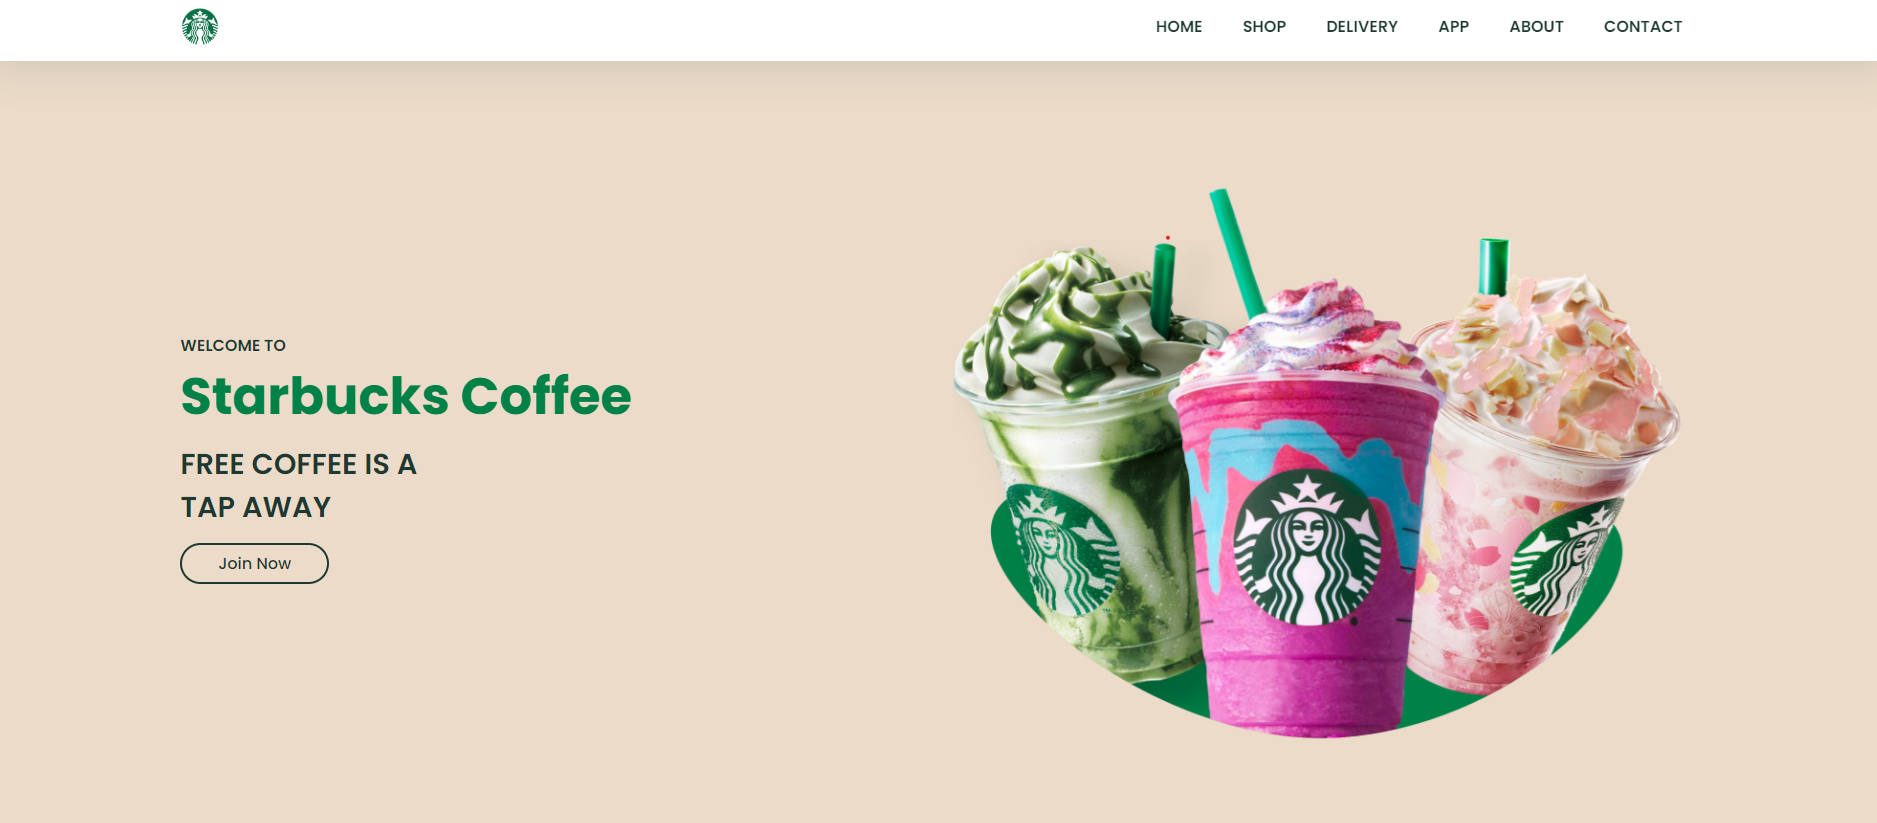 HOME SHOP DELIVERY APP ABOUT CONTACT
WELCOME TO
Starbucks Coffee
FREE COFFEE IS A
TAP AWAY
Join Now